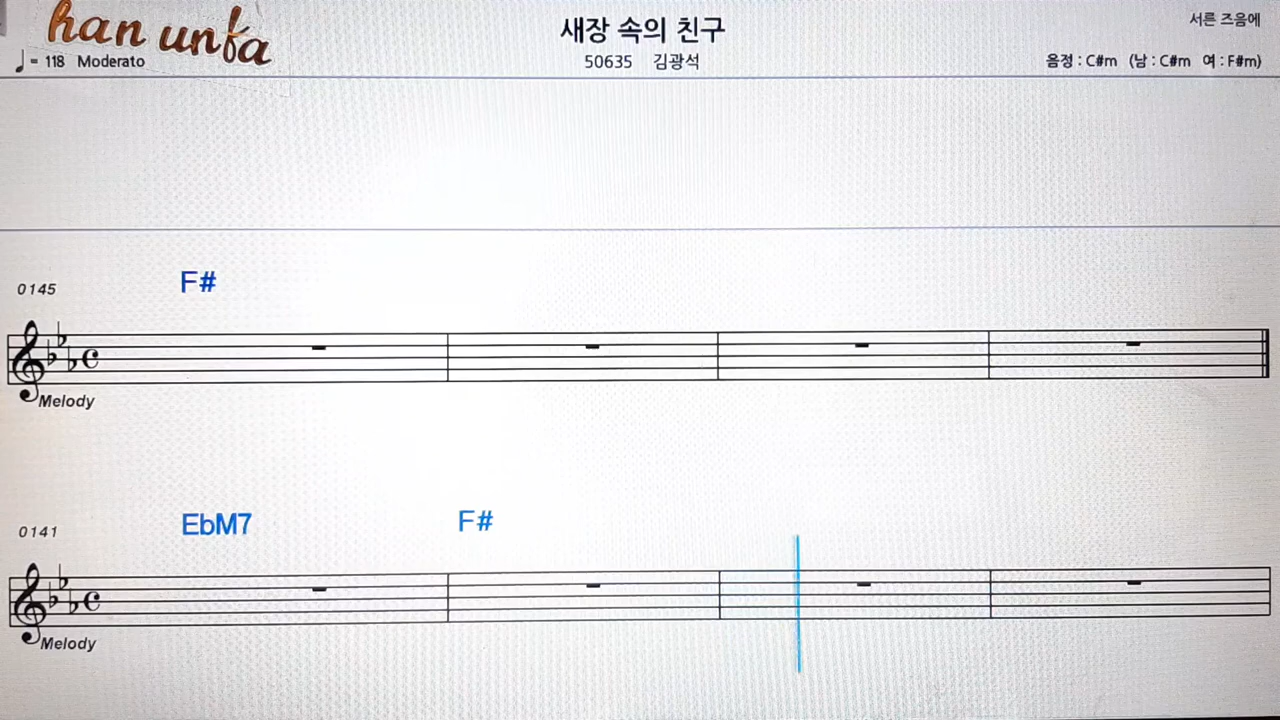 han unfa
새장 속의 친구
서른 즈음에
♩= 118 Moderato
50635 김광석
음정 : C#m (남 : C#m 여 : F#m)
0145
F#
Melody
0141
EbM7 F#
Melody